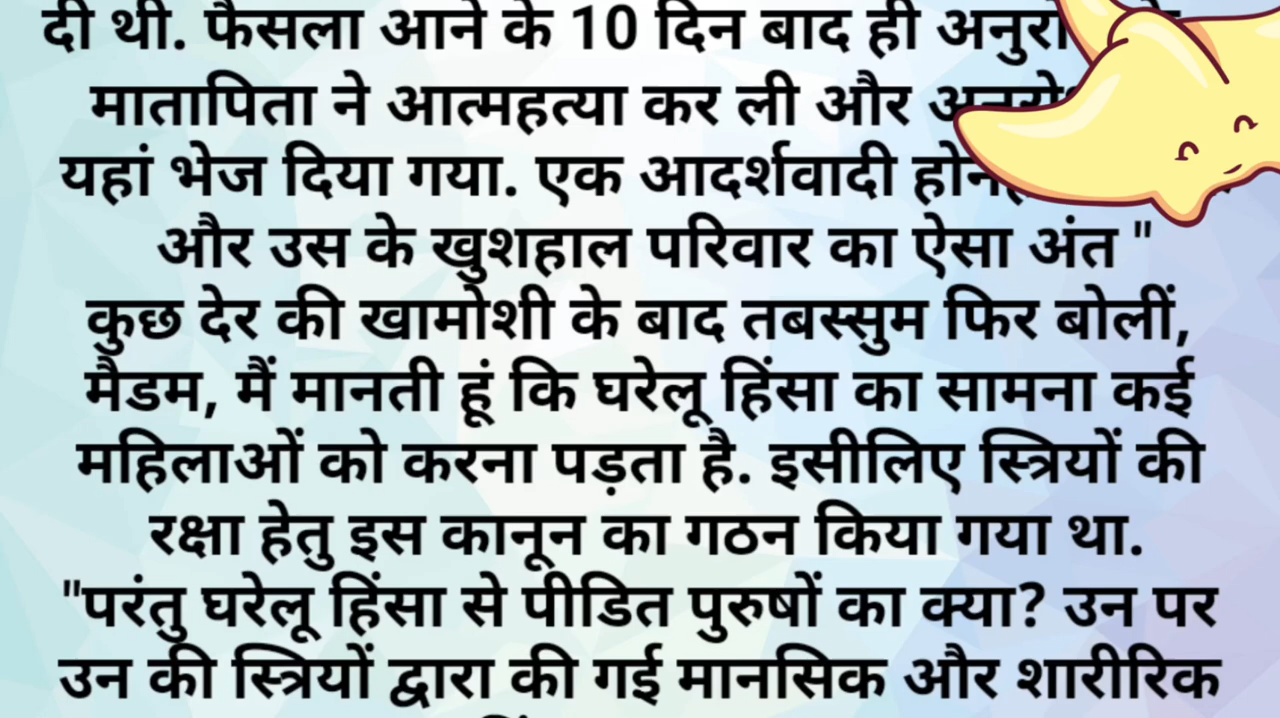 दी थी. फैसला आने के 10 दिन बाद ही
मातापिता ने आत्महत्या कर ली और
यहां भेज दिया गया. एक आदर्शवादी
और उस के खुशहाल परिवार का ऐसा अंत "
कुछ देर की खामोशी के बाद तबस्सुम फिर बोलीं,
मैडम, मैं मानती हूं कि घरेलू हिंसा का सामना कई
महिलाओं को करना पड़ता है. इसीलिए स्त्रियों की
रक्षा हेतु इस कानून का गठन किया गया था.
"परंतु घरेलू हिंसा से पीडित पुरुषों का क्या? उन पर
उन की स्त्रियों द्वारा की गई मानसिक और शारीरिक